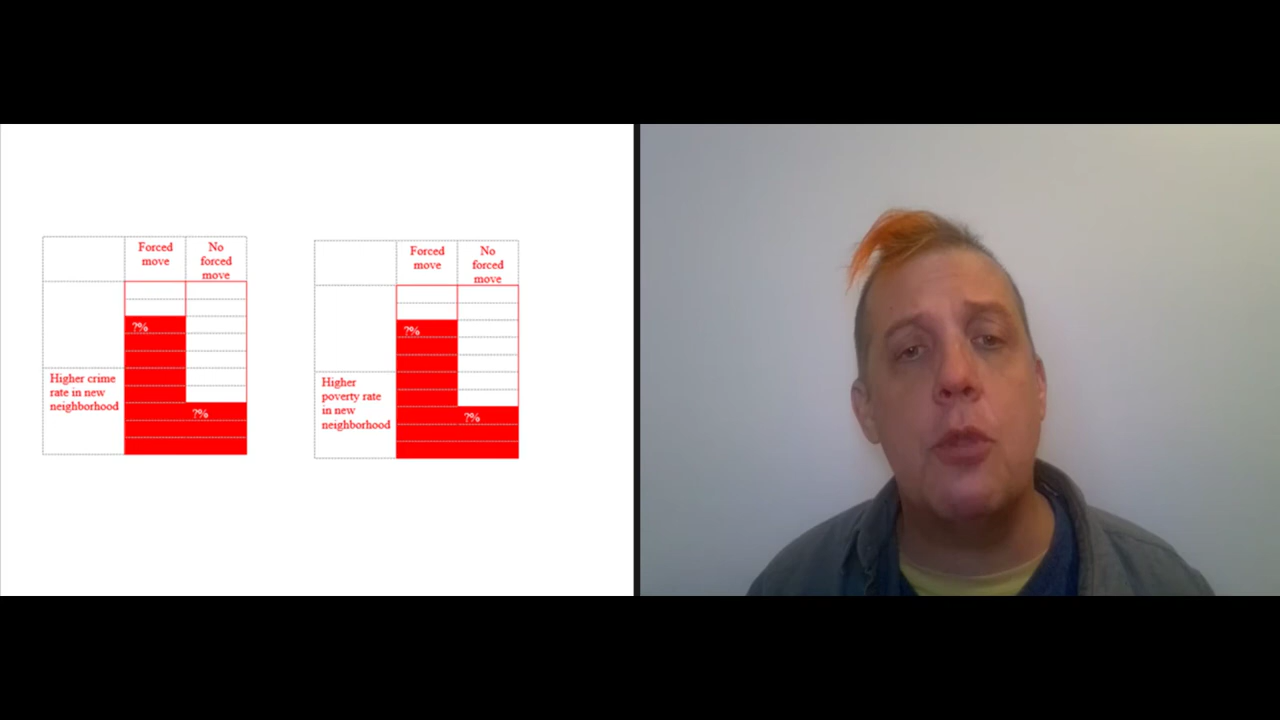 Forced
move
No
forced
move
?%
Higher crime
rate in new
neighborhood
?%
Forced
move
No
forced
move
?%
Higher
poverty rate
in new
neighborhood
?%